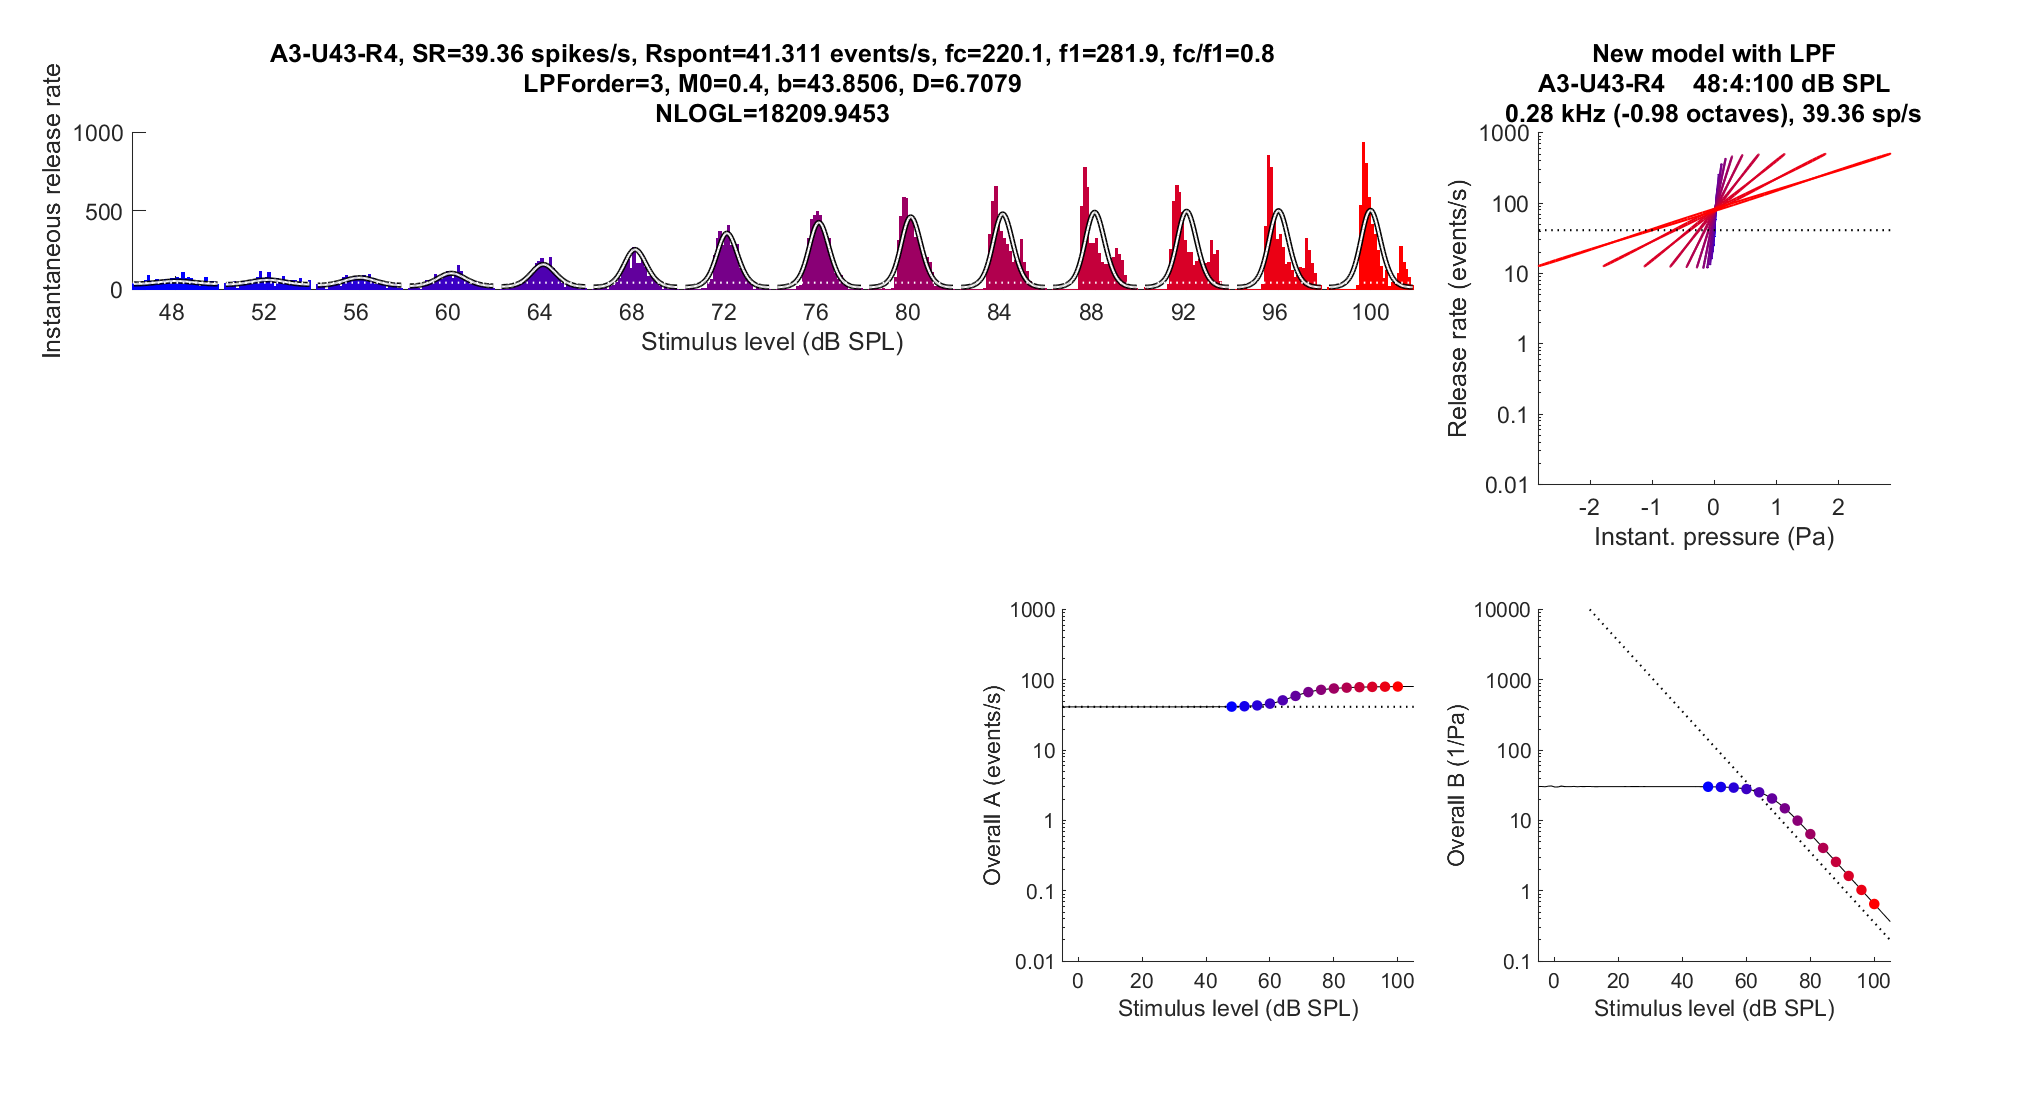 A3-U43-R4, SR=39.36 spikes/s, Rspont=41.311 events/s, fc=220.1, f1=281.9, fc/f1=0.8
LPForder=3, M0=0.4, b=43.8506, D=6.7079
NLOGL=18209.9453
Instantaneous release rate
1000
500
0
48 52 56 60 64 68 72 76 80 84 88 92 96 100
Stimulus level (dB SPL)
New model with LPF
A3-U43-R4 48:4:100 dB SPL
0.28 kHz (-0.98 octaves), 39.36 sp/s
Release rate (events/s)
1000
100
10
1
0.1
0.01
-2 -1 0 1 2
Instant. pressure (Pa)
Overall A (events/s)
1000
100
10
1
0.1
0.01
0 20 40 60 80 100
Stimulus level (dB SPL)
Overall B (1/Pa)
10000
1000
100
10
1
0.1
0 20 40 60 80 100
Stimulus level (dB SPL)